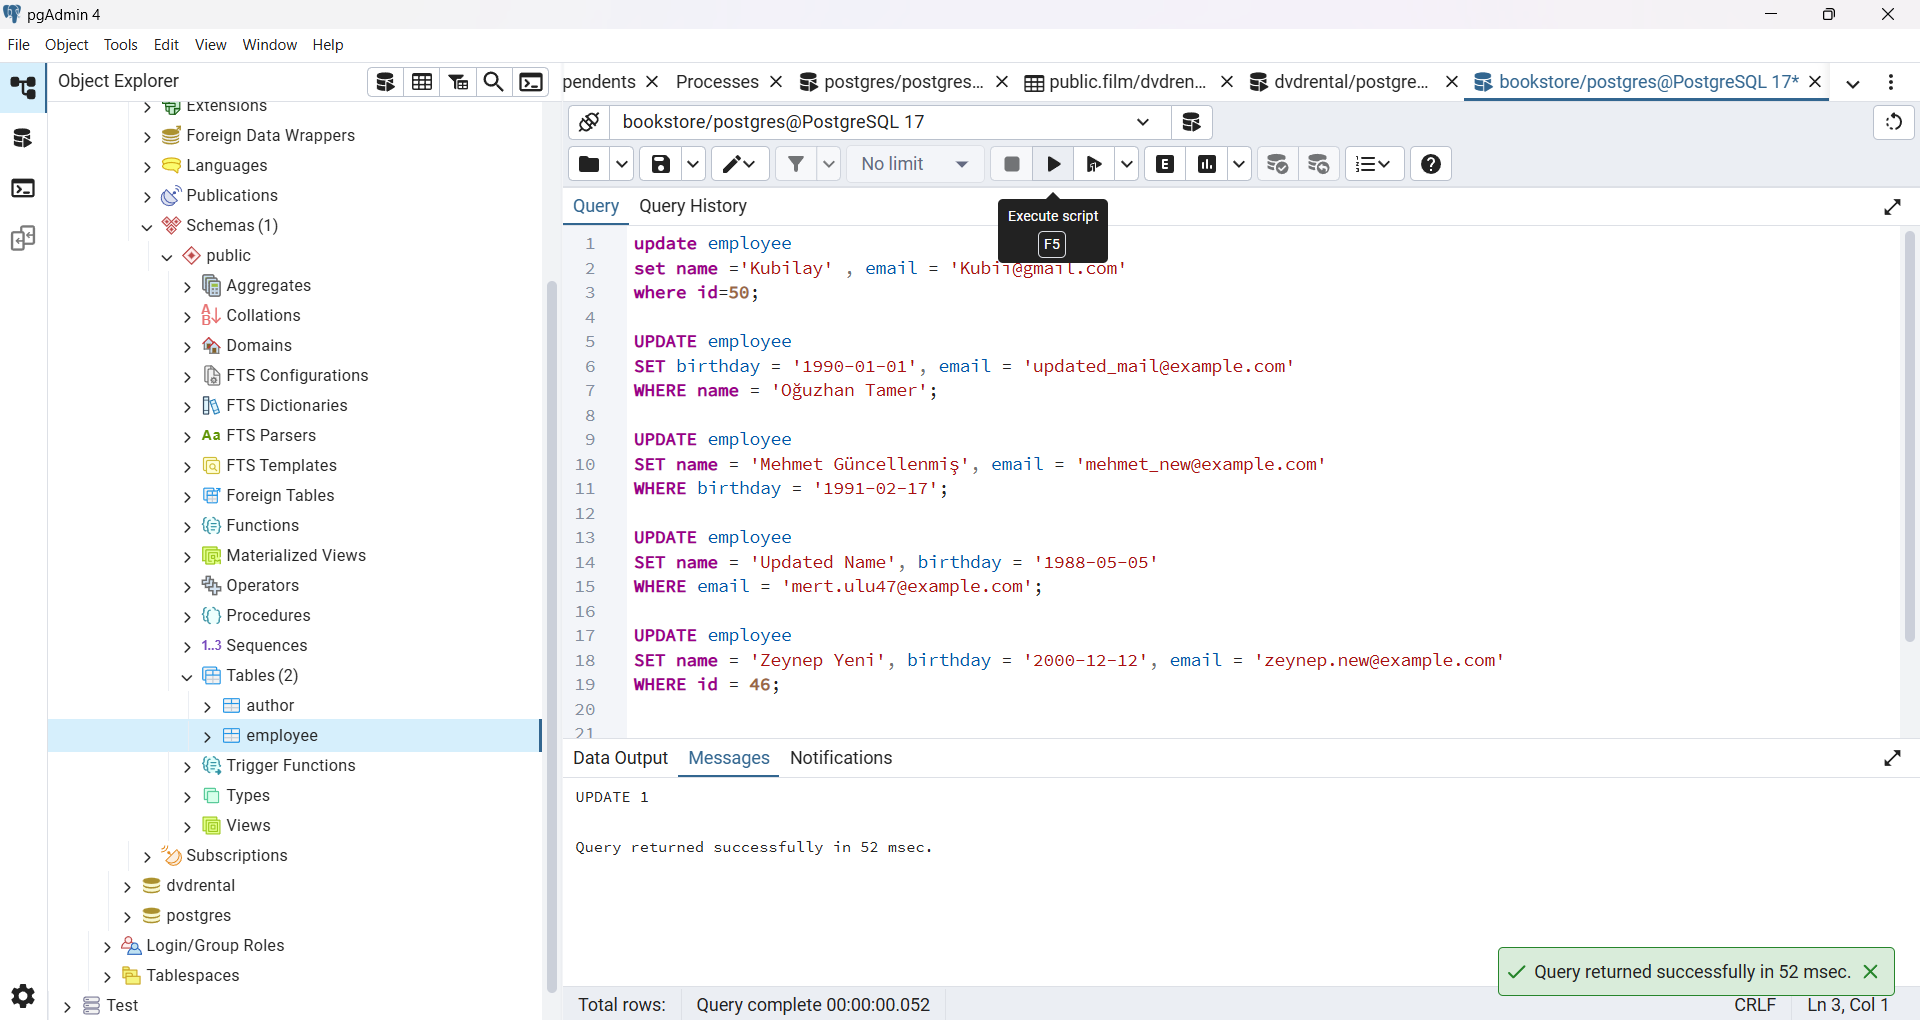 pgAdmin 4
File Object Tools Edit View Window Help
Object Explorer
pendents Processes postgres/postgres... public.film/dvdren... dvdrental/postgre... bookstore/postgres@PostgreSQL 17*
Extensions
Foreign Data Wrappers
Languages
Publications
Schemas (1)
public
Aggregates
Collations
Domains
FTS Configurations
FTS Dictionaries
Aa FTS Parsers
FTS Templates
Foreign Tables
Functions
Materialized Views
Operators
Procedures
1..3 Sequences
Tables (2)
author
employee
Trigger Functions
Types
Views
Subscriptions
dvdrental
postgres
Login/Group Roles
Tablespaces
Test
bookstore/postgres@PostgreSQL 17
No limit
E
Query Query History
Execute script
F5
1 update employee
2 set name ='Kubilay' , email = 'Kubii@gmail.com'
3 where id=50;
4
5 UPDATE employee
6 SET birthday = '1990-01-01', email = 'updated_mail@example.com'
7 WHERE name = 'Oğuzhan Tamer';
8
9 UPDATE employee
10 SET name = 'Mehmet Güncellenmiş', email = 'mehmet_new@example.com'
11 WHERE birthday = '1991-02-17';
12
13 UPDATE employee
14 SET name = 'Updated Name', birthday = '1988-05-05'
15 WHERE email = 'mert.ulu47@example.com';
16
17 UPDATE employee
18 SET name = 'Zeynep Yeni', birthday = '2000-12-12', email = 'zeynep.new@example.com'
19 WHERE id = 46;
20
21
Data Output Messages Notifications
UPDATE 1
Query returned successfully in 52 msec.
Query returned successfully in 52 msec.
Total rows: Query complete 00:00:00.052 CRLF Ln 3, Col 1